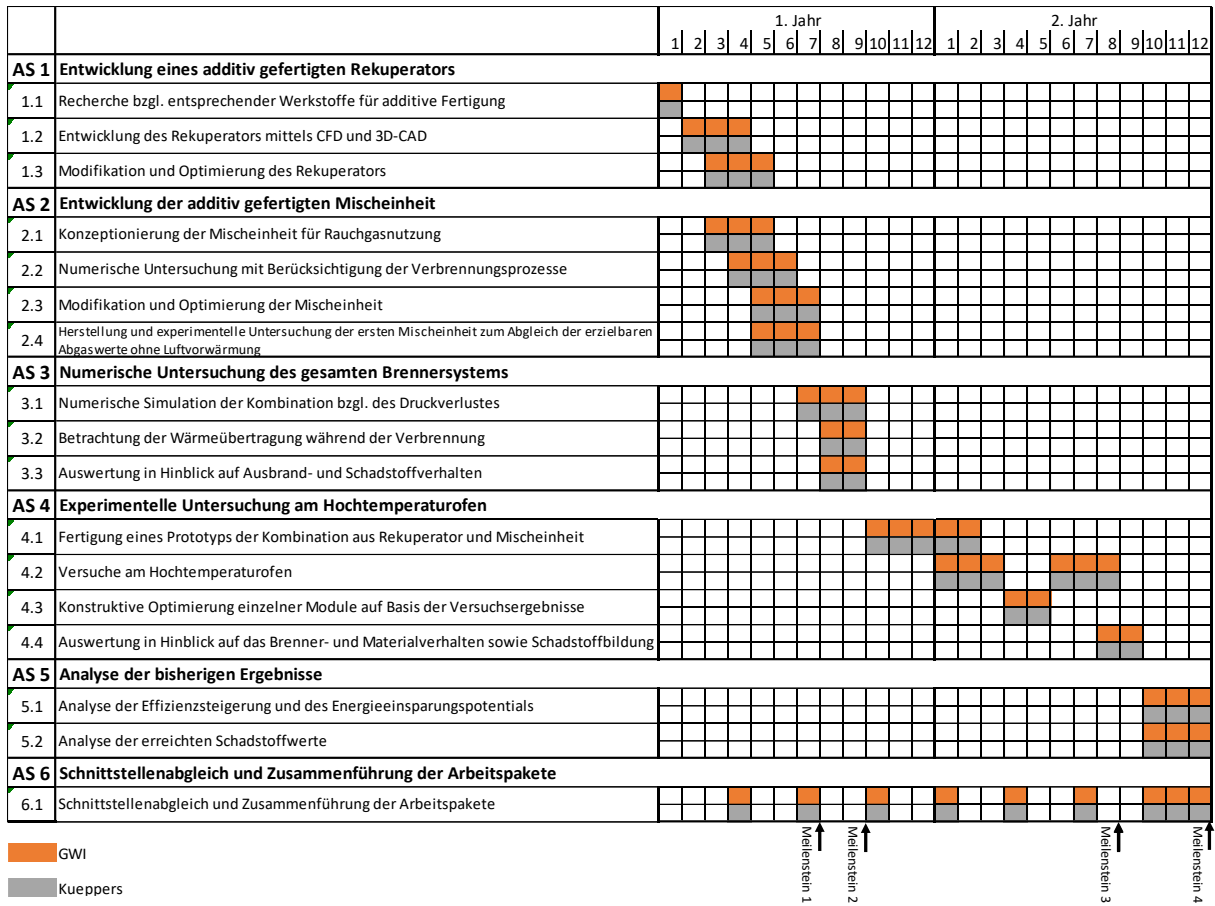 1. Jahr 2. Jahr
1 2 3 4 5 6 7 8 9 10 11 12 1 2 3 4 5 6 7 8 9 10 11 12
AS 1 Entwicklung eines additiv gefertigten Rekuperators
1.1 Recherche bzgl. entsprechender Werkstoffe für additive Fertigung
1.2 Entwicklung des Rekuperators mittels CFD und 3D-CAD
1.3 Modifikation und Optimierung des Rekuperators
AS 2 Entwicklung der additiv gefertigten Mischeinheit
2.1 Konzeptionierung der Mischeinheit für Rauchgasnutzung
2.2 Numerische Untersuchung mit Berücksichtigung der Verbrennungsprozesse
2.3 Modifikation und Optimierung der Mischeinheit
2.4 Herstellung und experimentelle Untersuchung der ersten Mischeinheit zum Abgleich der erzielbaren
Abgaswerte ohne Luftvorwärmung
AS 3 Numerische Untersuchung des gesamten Brennersystems
3.1 Numerische Simulation der Kombination bzgl. des Druckverlustes
3.2 Betrachtung der Wärmeübertragung während der Verbrennung
3.3 Auswertung in Hinblick auf Ausbrand- und Schadstoffverhalten
AS 4 Experimentelle Untersuchung am Hochtemperaturofen
4.1 Fertigung eines Prototyps der Kombination aus Rekuperator und Mischeinheit
4.2 Versuche am Hochtemperaturofen
4.3 Konstruktive Optimierung einzelner Module auf Basis der Versuchsergebnisse
4.4 Auswertung in Hinblick auf das Brenner- und Materialverhalten sowie Schadstoffbildung
AS 5 Analyse der bisherigen Ergebnisse
5.1 Analyse der Effizienzsteigerung und des Energieeinsparungspotentials
5.2 Analyse der erreichten Schadstoffwerte
AS 6 Schnittstellenabgleich und Zusammenführung der Arbeitspakete
6.1 Schnittstellenabgleich und Zusammenführung der Arbeitspakete
Meilenstein 1
Meilenstein 2
Meilenstein 3
Meilenstein 4
GWI
Kueppers